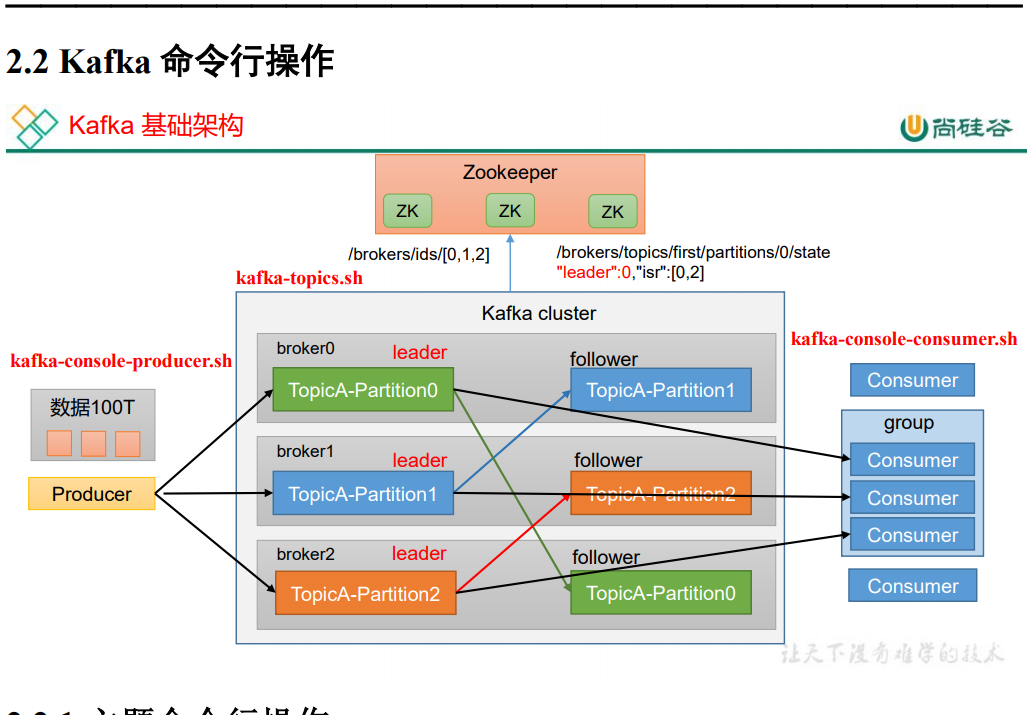 2.2 Kafka 命令行操作
Kafka 基础架构
尚硅谷
Zookeeper
ZK
ZK
ZK
/brokers/ids/[0,1,2]
/brokers/topics/first/partitions/0/state
"leader":0,"isr":[0,2]
kafka-topics.sh
Kafka cluster
kafka-console-producer.sh
数据100T
Producer
broker0
leader
TopicA-Partition0
follower
TopicA-Partition1
broker1
leader
TopicA-Partition1
follower
TopicA-Partition2
broker2
leader
TopicA-Partition2
follower
TopicA-Partition0
kafka-console-consumer.sh
Consumer
group
Consumer
Consumer
Consumer
Consumer
让天下没有难学的技术